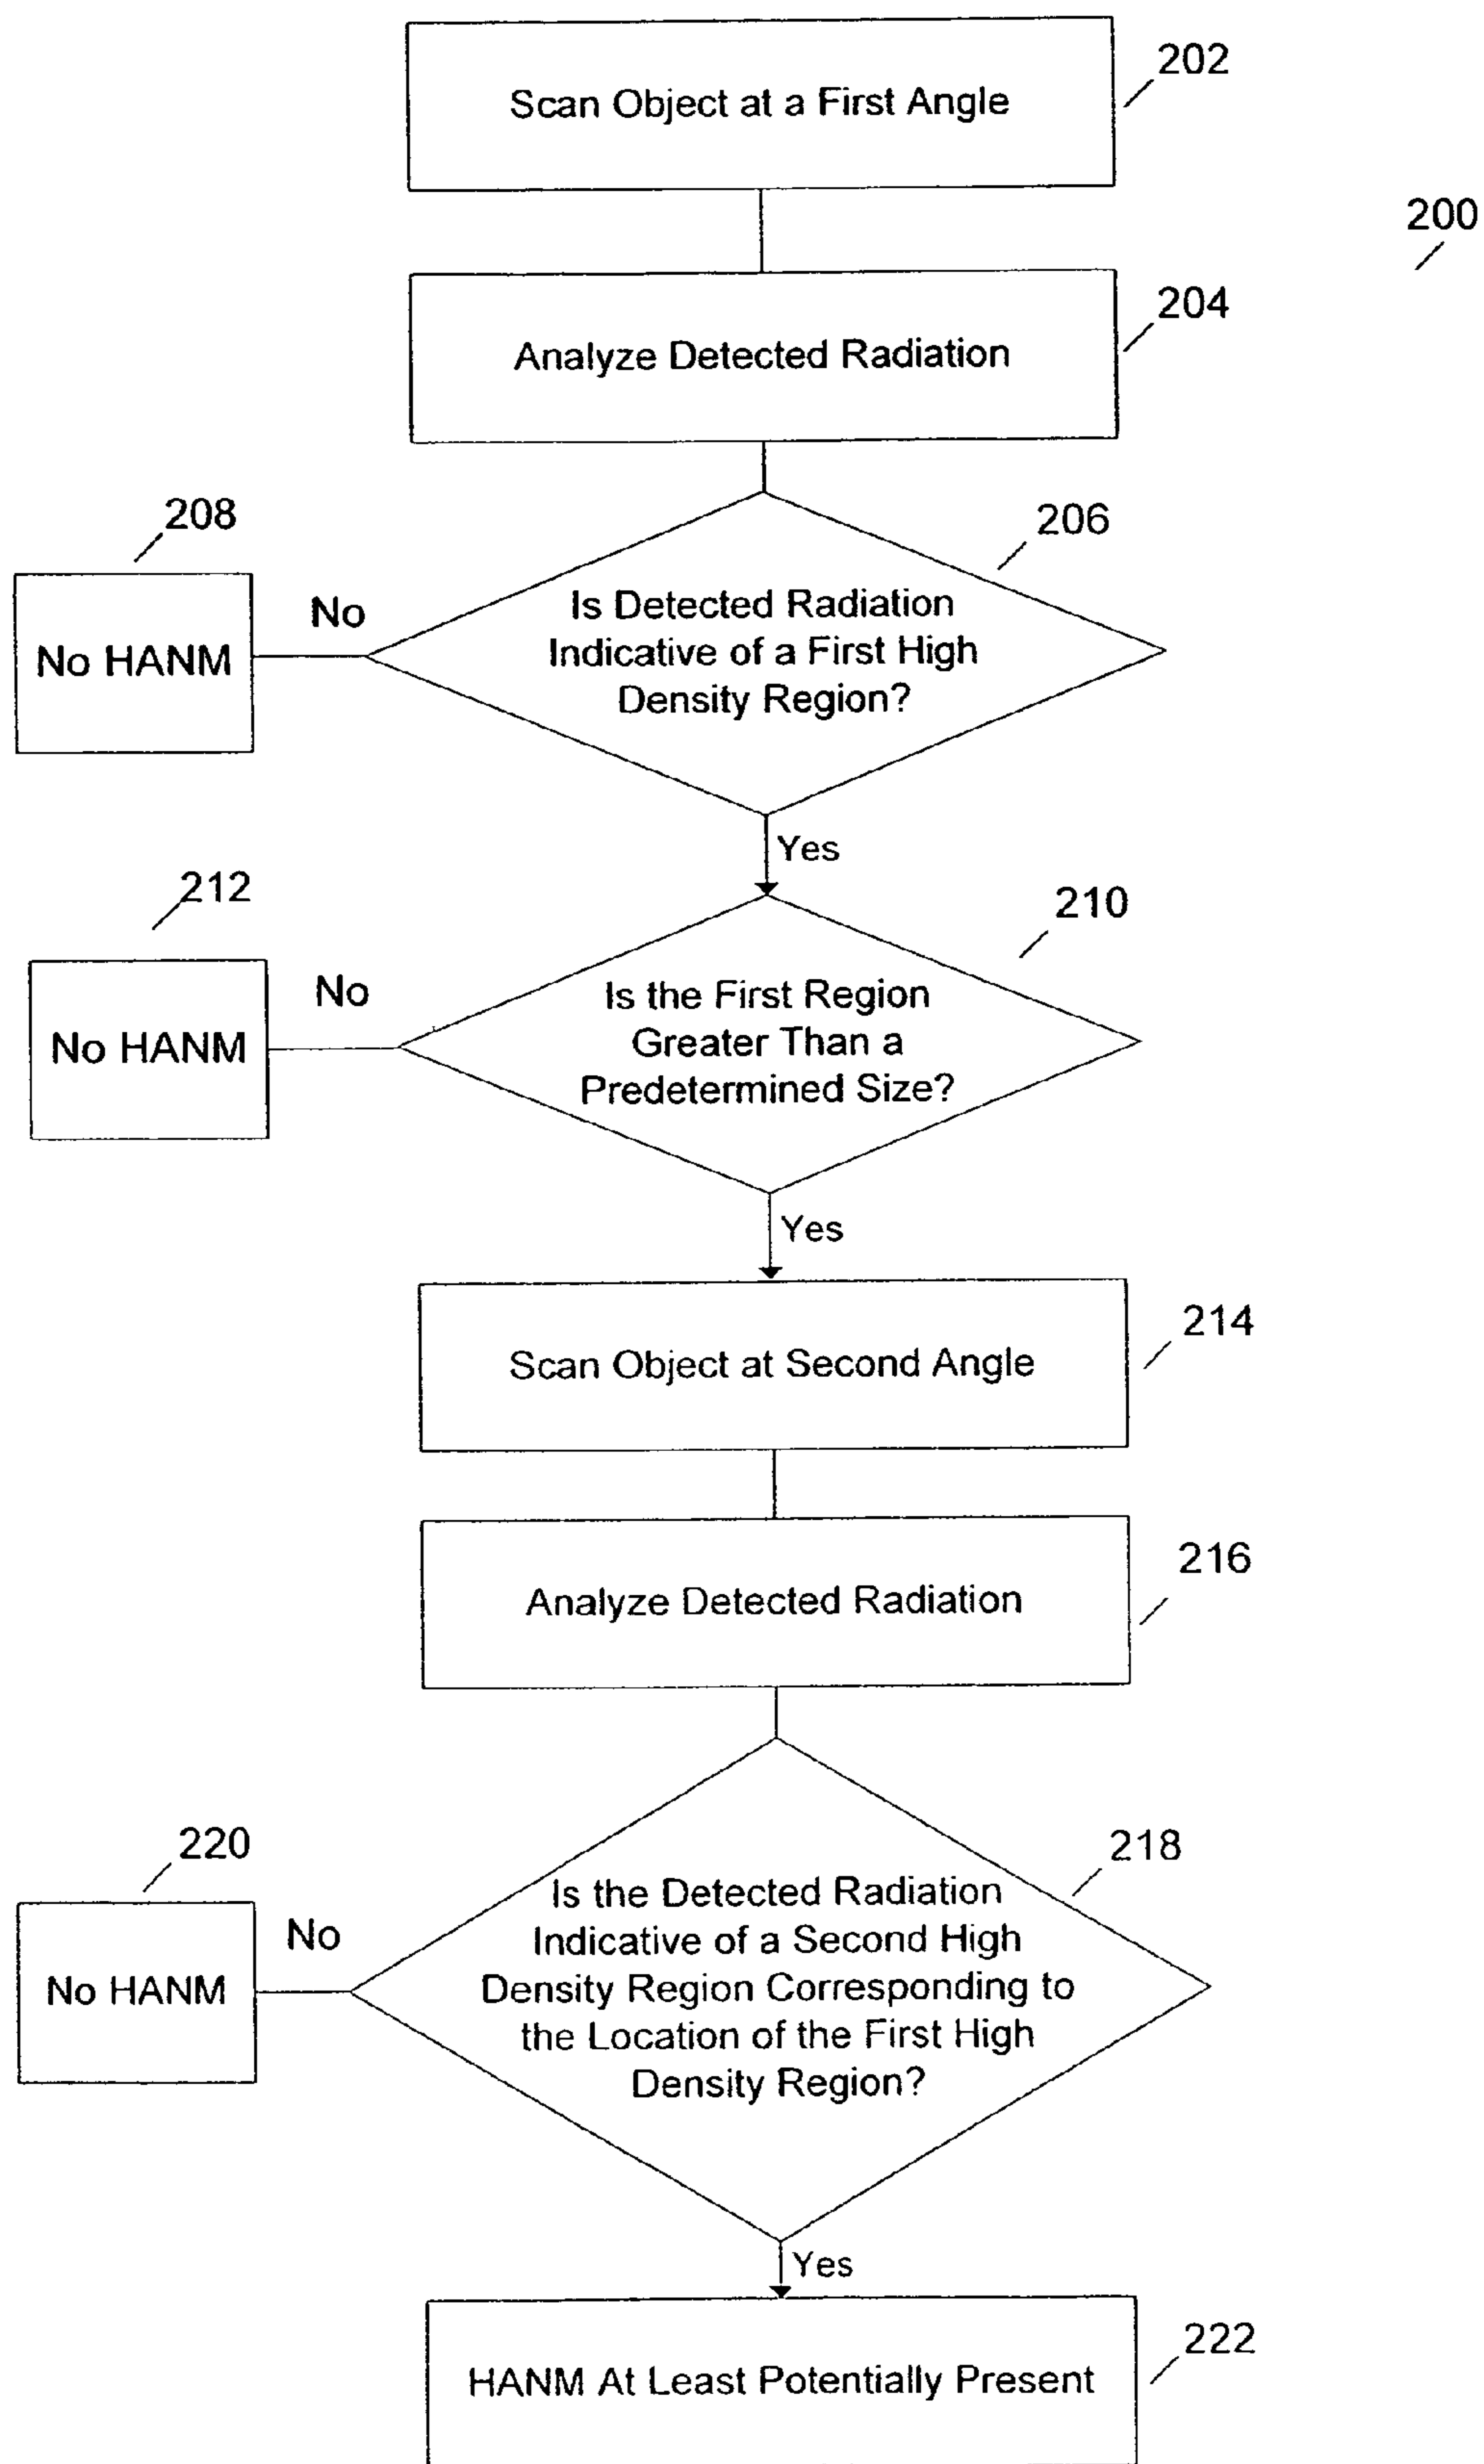 202
Scan Object at a First Angle
200
204
Analyze Detected Radiation
208
206
No
Is Detected Radiation
Indicative of a First High
Density Region?
No HANM
Yes
212
210
No
Is the First Region
Greater Than a
Predetermined Size?
No HANM
Yes
214
Scan Object at Second Angle
216
Analyze Detected Radiation
220
218
No
Is the Detected Radiation
Indicative of a Second High
Density Region Corresponding to
the Location of the First High
Density Region?
No HANM
Yes
222
HANM At Least Potentially Present